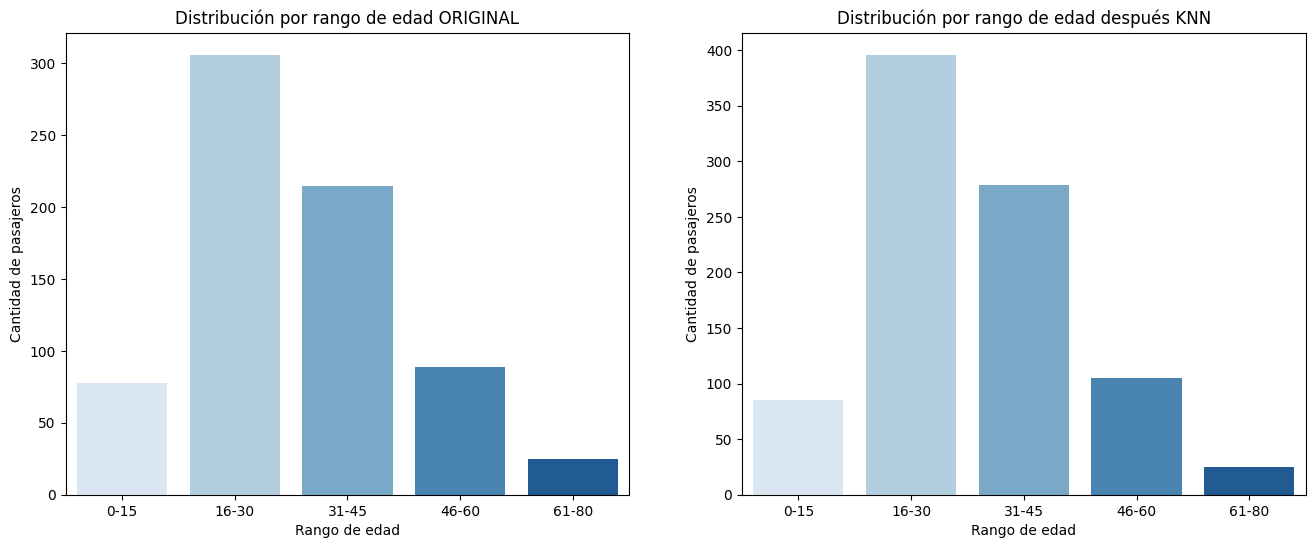 Distribución por rango de edad ORIGINAL
300
250
200
150
100
50
0
Cantidad de pasajeros
0-15 16-30 31-45 46-60 61-80
Rango de edad
Distribución por rango de edad después KNN
400
350
300
250
200
150
100
50
0
Cantidad de pasajeros
0-15 16-30 31-45 46-60 61-80
Rango de edad